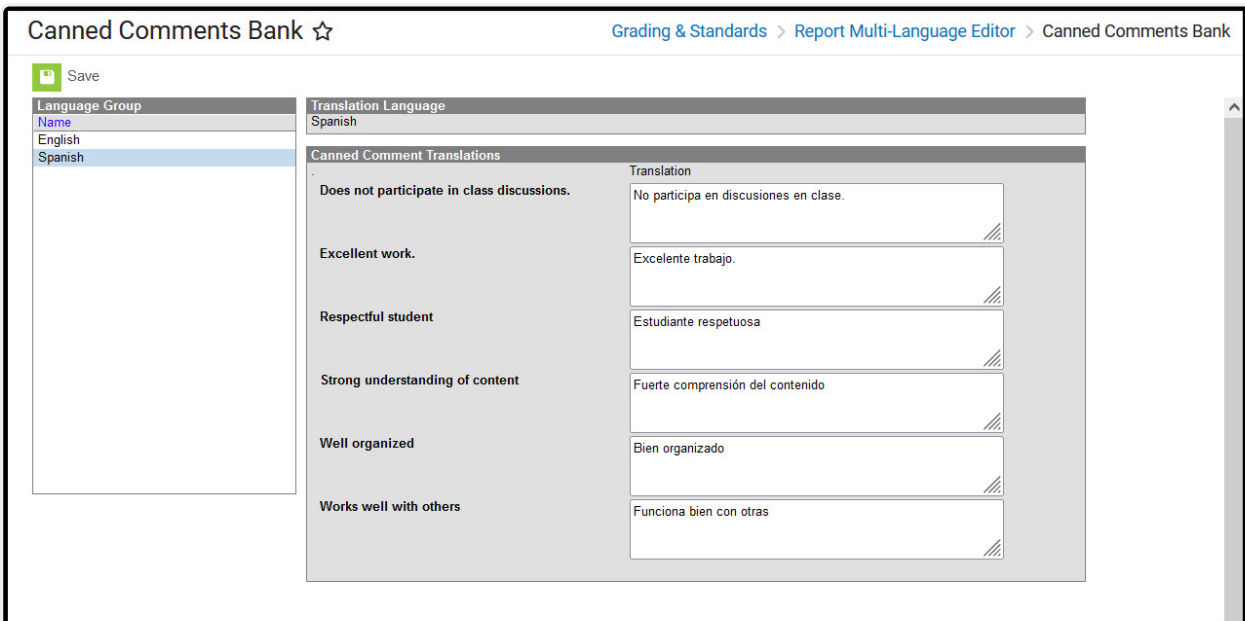 Canned Comments Bank
Grading & Standards > Report Multi-Language Editor > Canned Comments Bank
Save
Language Group
Name
English
Spanish
Translation Language
Spanish
Canned Comment Translations
. Translation
Does not participate in class discussions. No participa en discusiones en clase.
Excellent work. Excelente trabajo.
Respectful student Estudiante respetuosa
Strong understanding of content Fuerte comprensión del contenido
Well organized Bien organizado
Works well with others Funciona bien con otras